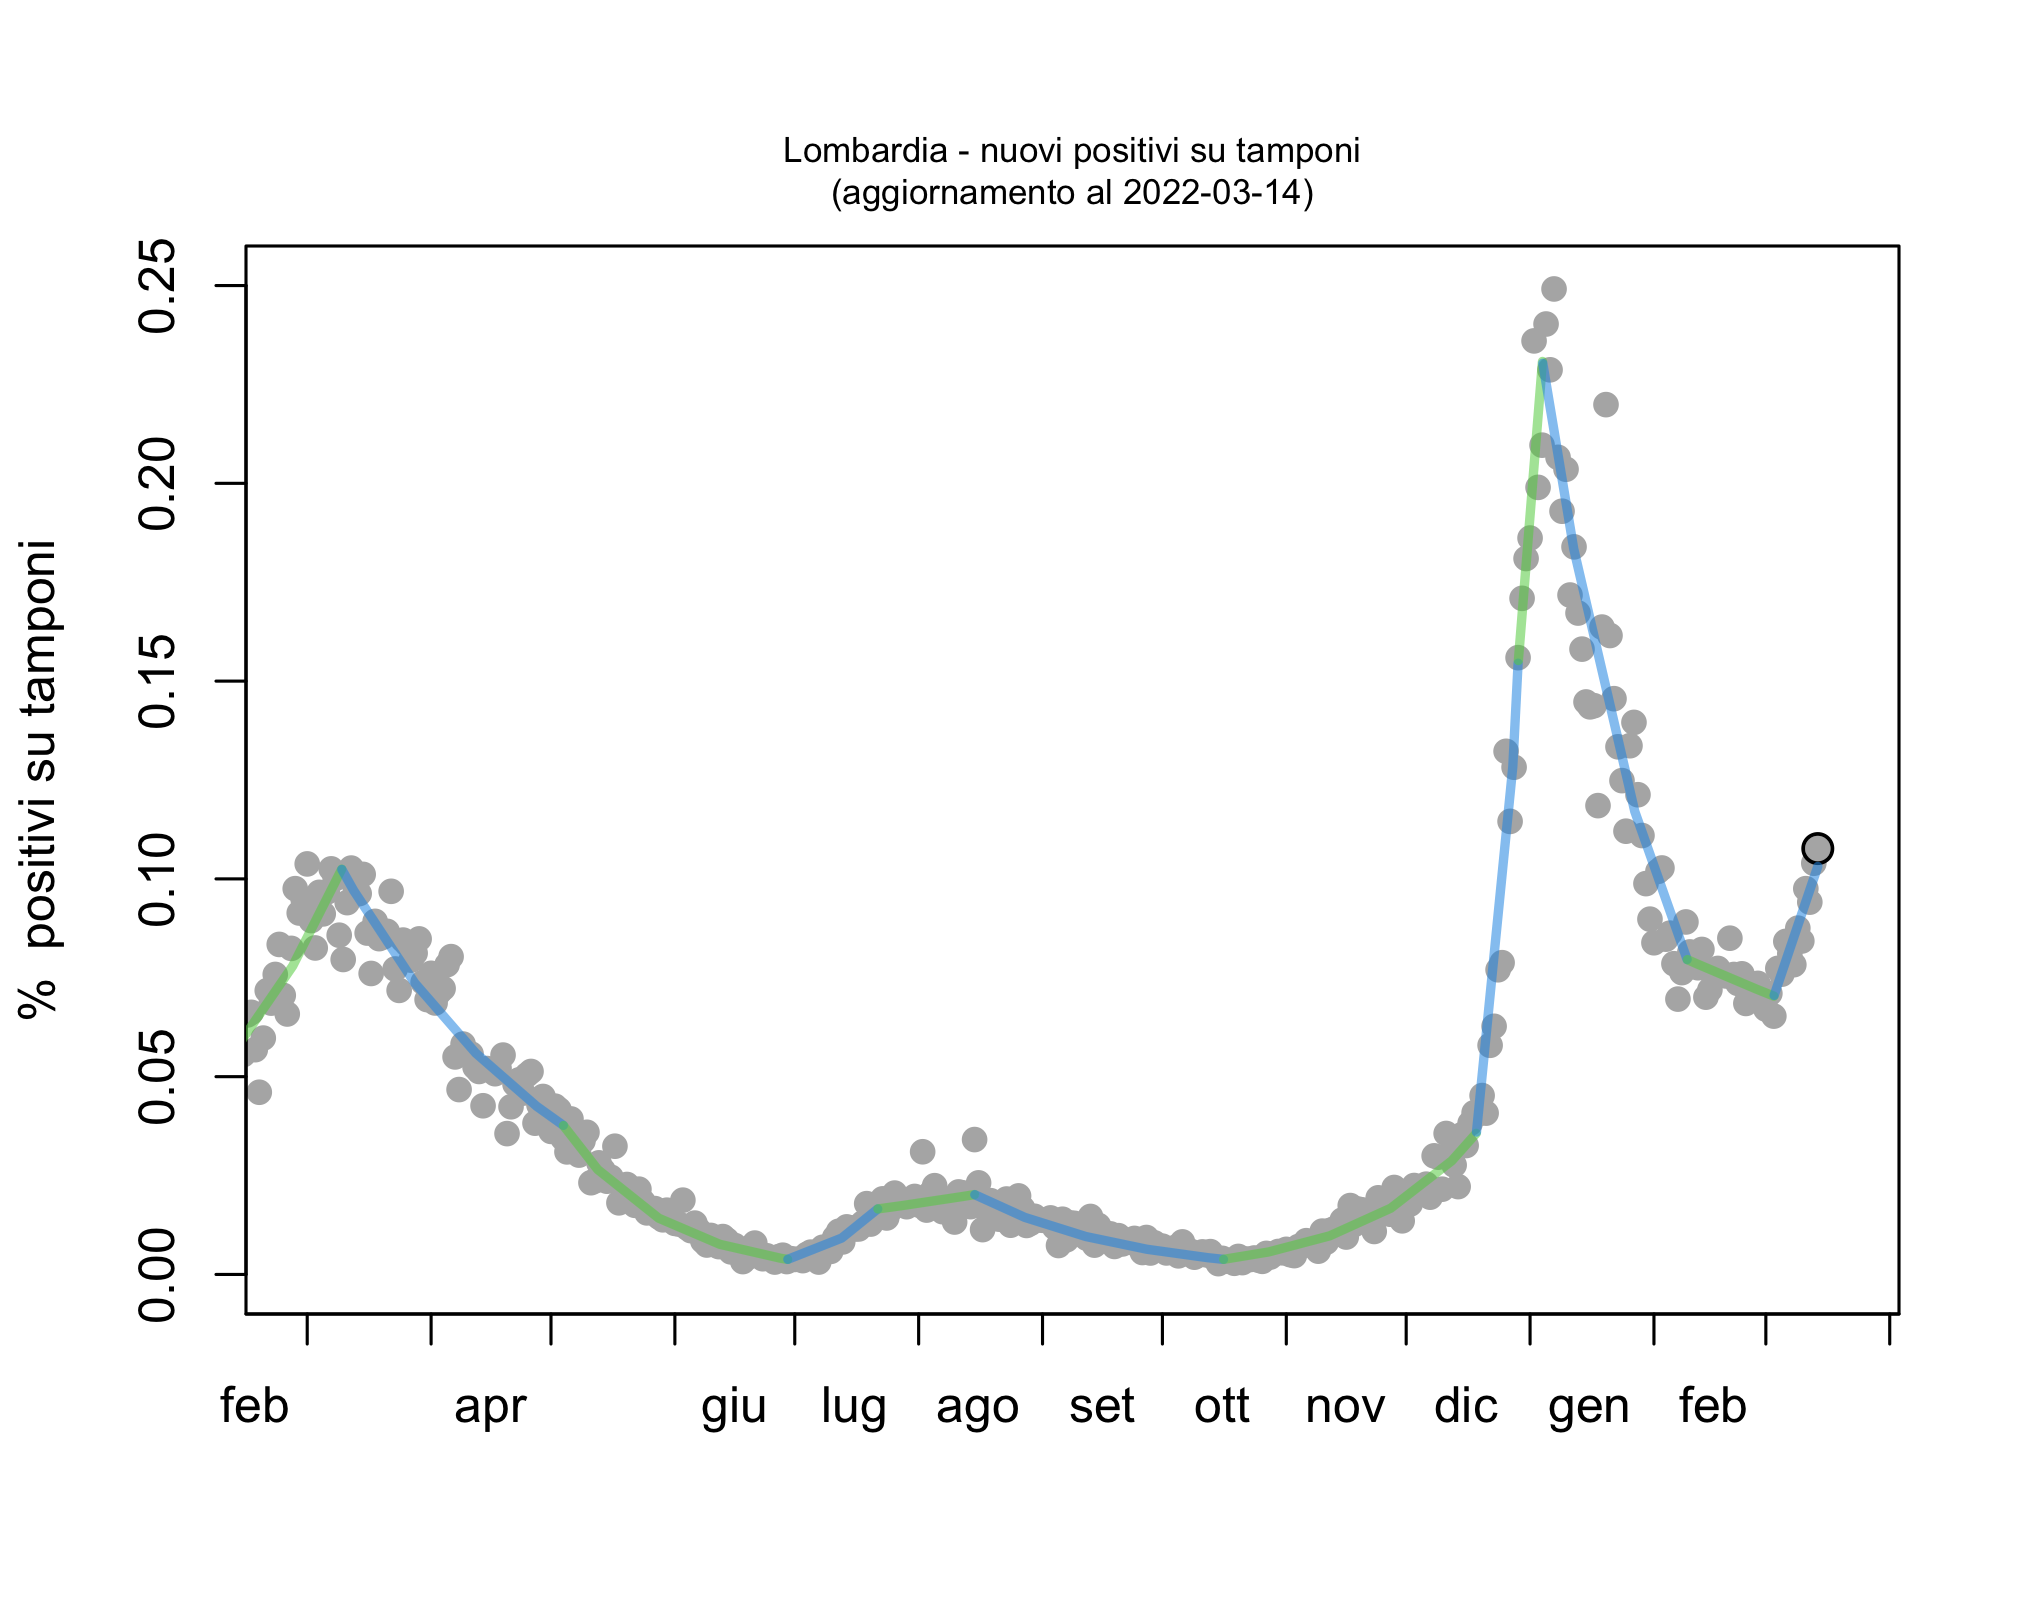 Lombardia - nuovi positivi su tamponi
(aggiornamento al 2022-03-14)
% positivi su tamponi
0.25
0.20
0.15
0.10
0.05
0.00
feb apr giu lug ago set ott nov dic gen feb